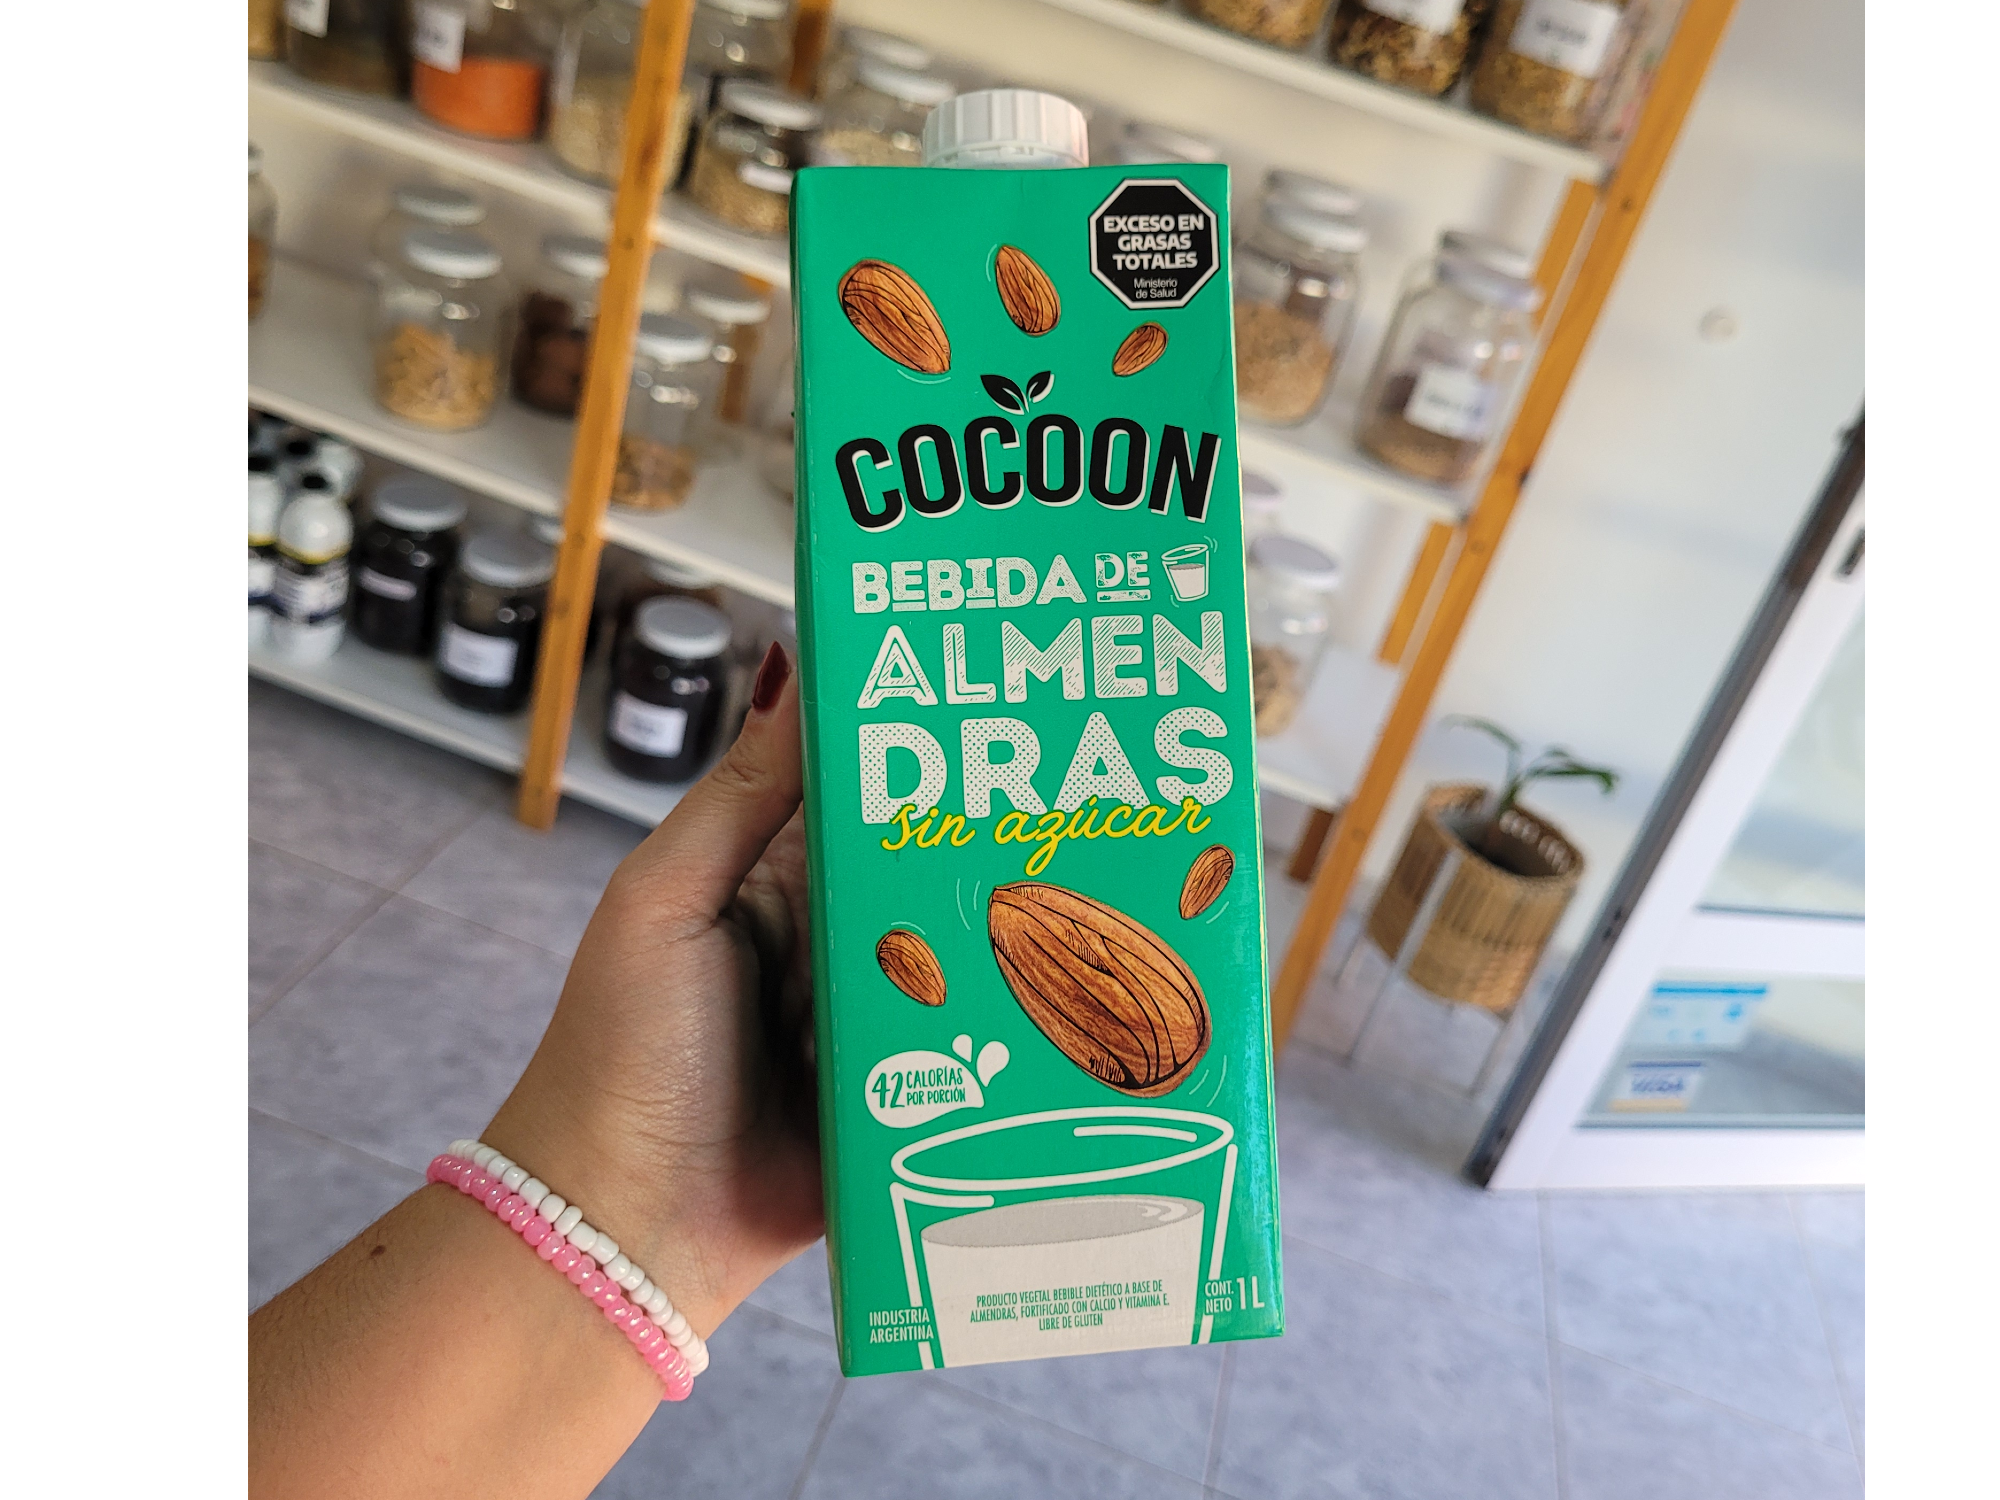 EXCESO EN
GRASAS
TOTALES
Ministerio
de Salud
COCOON
BEBIDA DE
ALMEN
DRAS
sin azúcar
42 CALORÍAS
POR PORCIÓN
PRODUCTO VEGETAL BEBIBLE DIETÉTICO A BASE DE
ALMENDRAS, FORTIFICADO CON CALCIO Y VITAMINA E.
LIBRE DE GLUTEN
INDUSTRIA
ARGENTINA
CONT.
NETO 1L